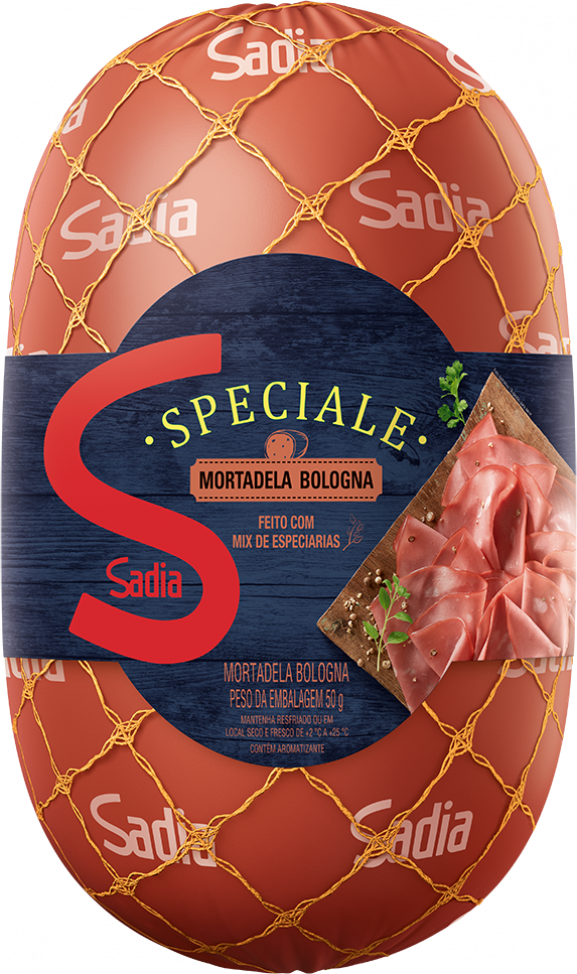 Sadia
Sadia
Sadia
SPECIALE
MORTADELA BOLOGNA
FEITO COM
MIX DE ESPECIARIAS
Sadia
MORTADELA BOLOGNA
PESO DA EMBALAGEM 50 g
MANTENHA RESFRIADO OU EM
LOCAL SECO E FRESCO DE +2 °C A +25 °C
CONTÉM AROMATIZANTE
Sadia
Sadia